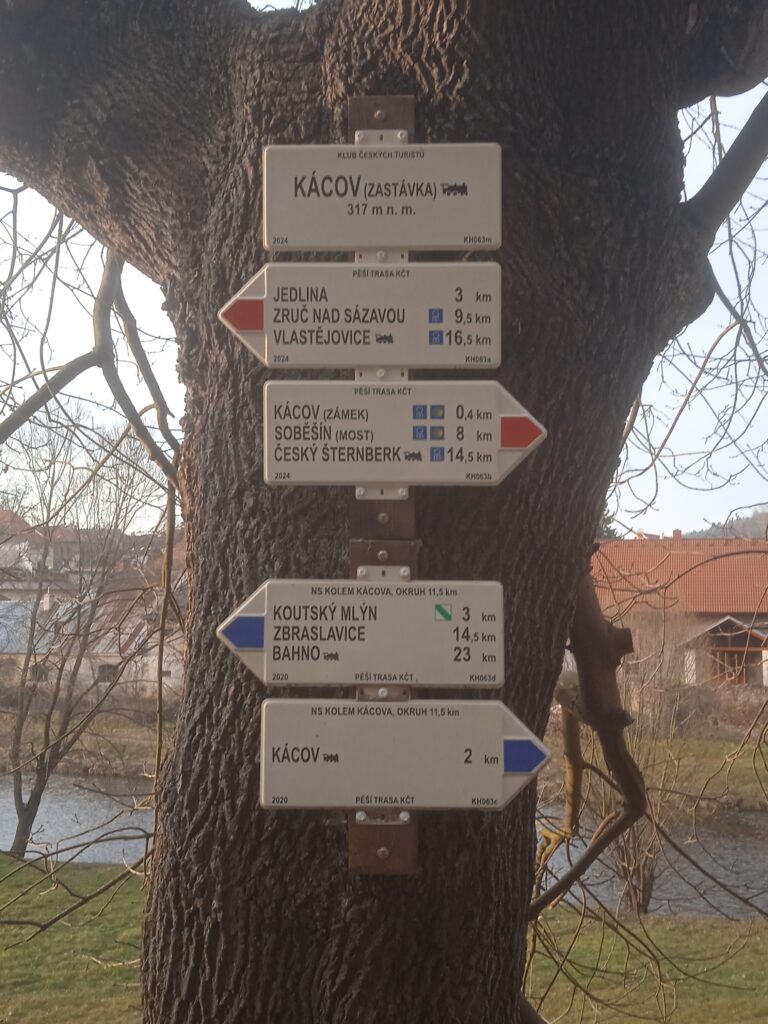 KLUB ČESKÝCH TURISTŮ
KÁCOV (ZASTÁVKA)
317 m n. m.
2024 KH063m
PĚŠÍ TRASA KČT
JEDLINA 3 km
ZRUČ NAD SÁZAVOU 9,5 km
VLASTĚJOVICE 16,5 km
2024 KH063a
PĚŠÍ TRASA KČT
KÁCOV (ZÁMEK) 0,4 km
SOBĚŠÍN (MOST) 8 km
ČESKÝ ŠTERNBERK 14,5 km
2024 KH063b
NS KOLEM KÁCOVA, OKRUH 11,5 km
KOUTSKÝ MLÝN 3 km
ZBRASLAVICE 14,5 km
BAHNO 23 km
2020 PĚŠÍ TRASA KČT KH063d
NS KOLEM KÁCOVA, OKRUH 11,5 km
KÁCOV 2 km
2020 PĚŠÍ TRASA KČT KH063c